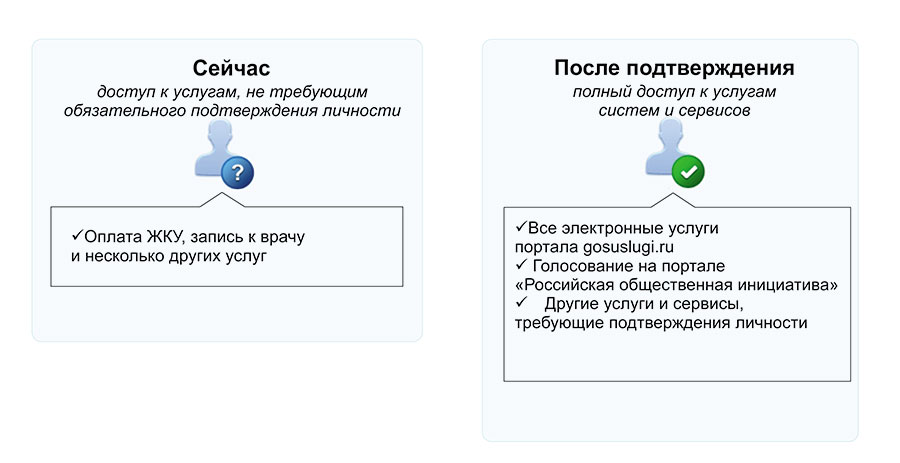 Сейчас
доступ к услугам, не требующим
обязательного подтверждения личности
?
✓Оплата ЖКУ, запись к врачу
и несколько других услуг
После подтверждения
полный доступ к услугам
систем и сервисов
✓Все электронные услуги
портала gosuslugi.ru
✓ Голосование на портале
«Российская общественная инициатива»
✓ Другие услуги и сервисы,
требующие подтверждения личности